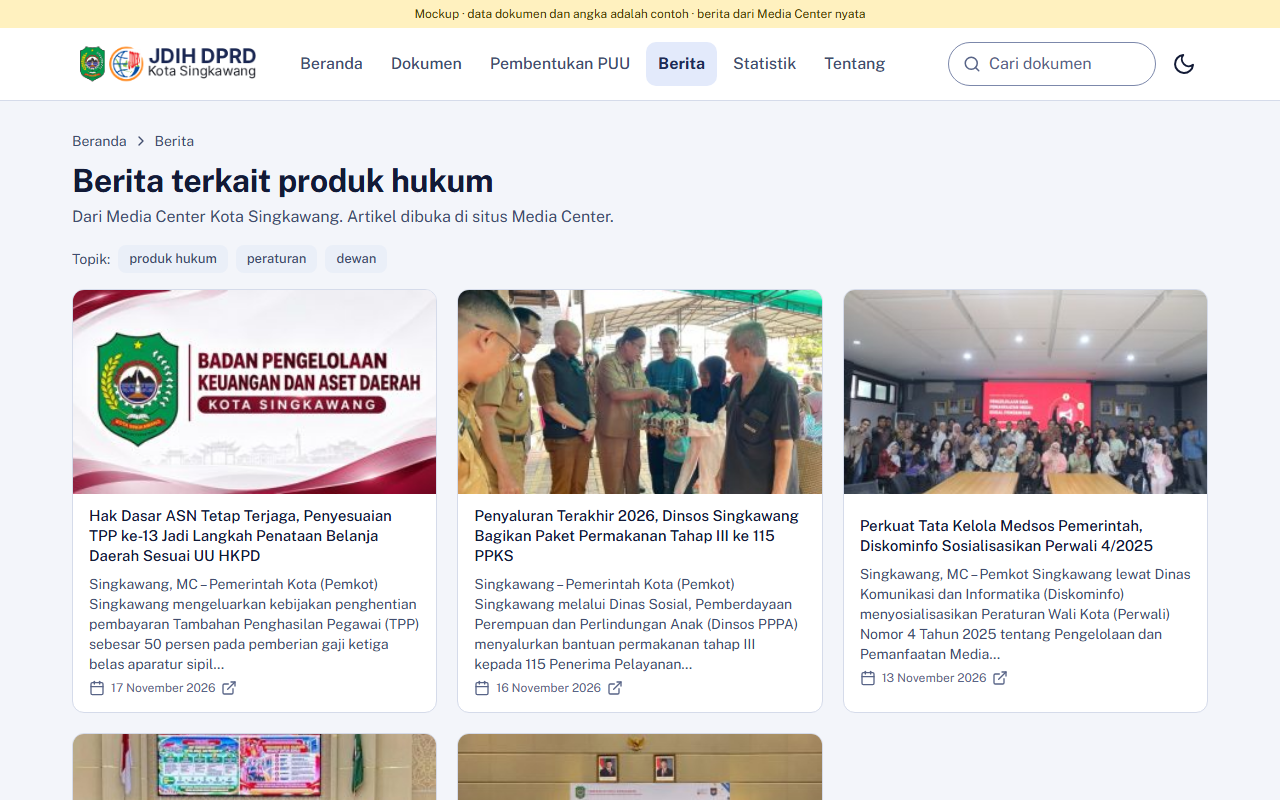 Mockup · data dokumen dan angka adalah contoh · berita dari Media Center nyata
JDIH DPRD
Kota Singkawang
Beranda
Dokumen
Pembentukan PUU
Berita
Statistik
Tentang
Cari dokumen
Beranda
Berita
Berita terkait produk hukum
Dari Media Center Kota Singkawang. Artikel dibuka di situs Media Center.
Topik:
produk hukum
peraturan
dewan
BADAN PENGELOLAAN
KEUANGAN DAN ASET DAERAH
KOTA SINGKAWANG
Hak Dasar ASN Tetap Terjaga, Penyesuaian
TPP ke-13 Jadi Langkah Penataan Belanja
Daerah Sesuai UU HKPD
Singkawang, MC – Pemerintah Kota (Pemkot)
Singkawang mengeluarkan kebijakan penghentian
pembayaran Tambahan Penghasilan Pegawai (TPP)
sebesar 50 persen pada pemberian gaji ketiga
belas aparatur sipil...
17 November 2026
Penyaluran Terakhir 2026, Dinsos Singkawang
Bagikan Paket Permakanan Tahap III ke 115
PPKS
Singkawang – Pemerintah Kota (Pemkot)
Singkawang melalui Dinas Sosial, Pemberdayaan
Perempuan dan Perlindungan Anak (Dinsos PPPA)
menyalurkan bantuan permakanan tahap III
kepada 115 Penerima Pelayanan...
16 November 2026
Perkuat Tata Kelola Medsos Pemerintah,
Diskominfo Sosialisasikan Perwali 4/2025
Singkawang, MC – Pemkot Singkawang lewat Dinas
Komunikasi dan Informatika (Diskominfo)
menyosialisasikan Peraturan Wali Kota (Perwali)
Nomor 4 Tahun 2025 tentang Pengelolaan dan
Pemanfaatan Media...
13 November 2026